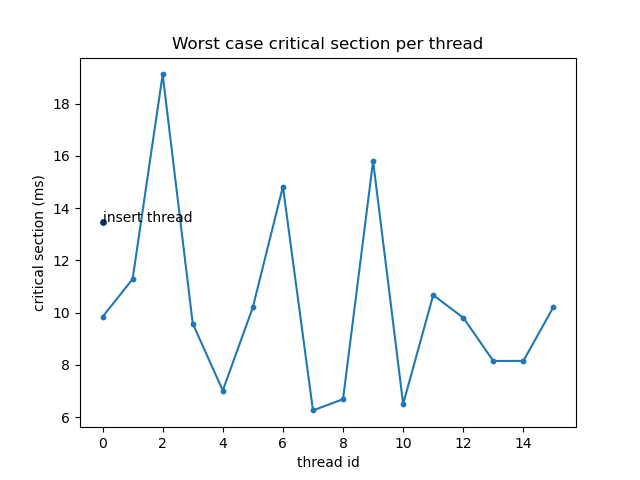 Worst case critical section per thread
critical section (ms)
18
16
14
12
10
8
6
insert thread
0 2 4 6 8 10 12 14
thread id